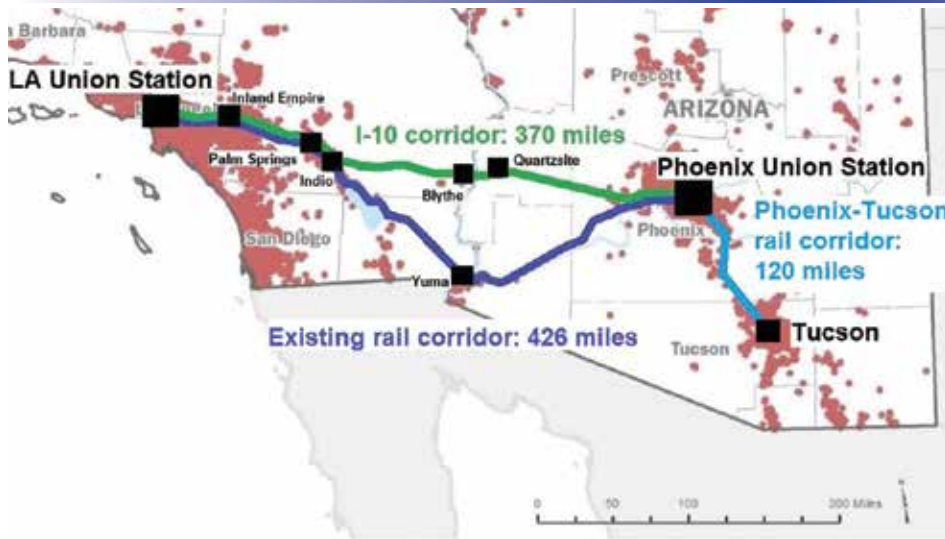 a Barbara
LA Union Station
Inland Empire
Prescott
ARIZONA
I-10 corridor: 370 miles
Palm Springs
Indio
Quartzsite
Blythe
Phoenix Union Station
San Diego
Phoenix
Phoenix-Tucson
rail corridor:
120 miles
Yuma
Existing rail corridor: 426 miles
Tucson
Tucson
0 50 100 200 Miles